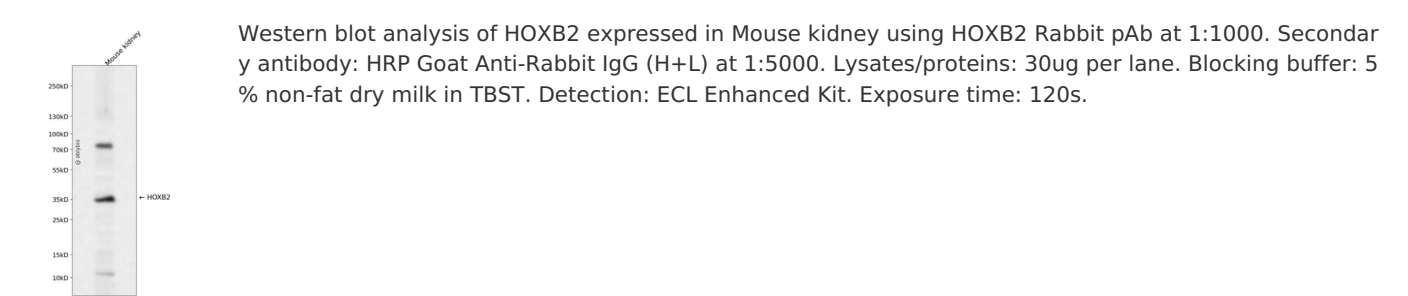 Mouse kidney
Western blot analysis of HOXB2 expressed in Mouse kidney using HOXB2 Rabbit pAb at 1:1000. Secondar
y antibody: HRP Goat Anti-Rabbit IgG (H+L) at 1:5000. Lysates/proteins: 30ug per lane. Blocking buffer: 5
% non-fat dry milk in TBST. Detection: ECL Enhanced Kit. Exposure time: 120s.
250kD
130kD
100kD
70kD
55kD
35kD
← HOXB2
25kD
15kD
10kD